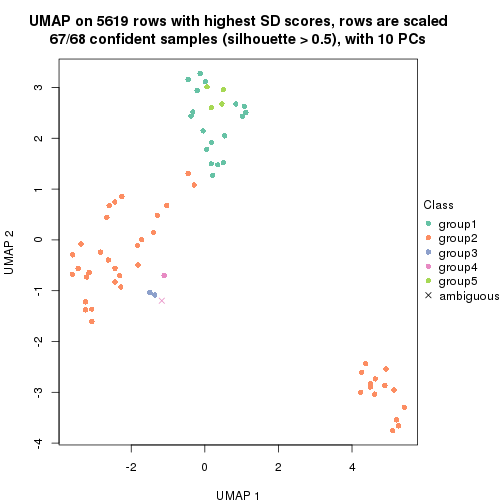 UMAP on 5619 rows with highest SD scores, rows are scaled
67/68 confident samples (silhouette > 0.5), with 10 PCs
3
2
1
0
-1
-2
-3
-4
UMAP 2
-2
0
2
4
UMAP 1
Class
group1
group2
group3
group4
group5
ambiguous